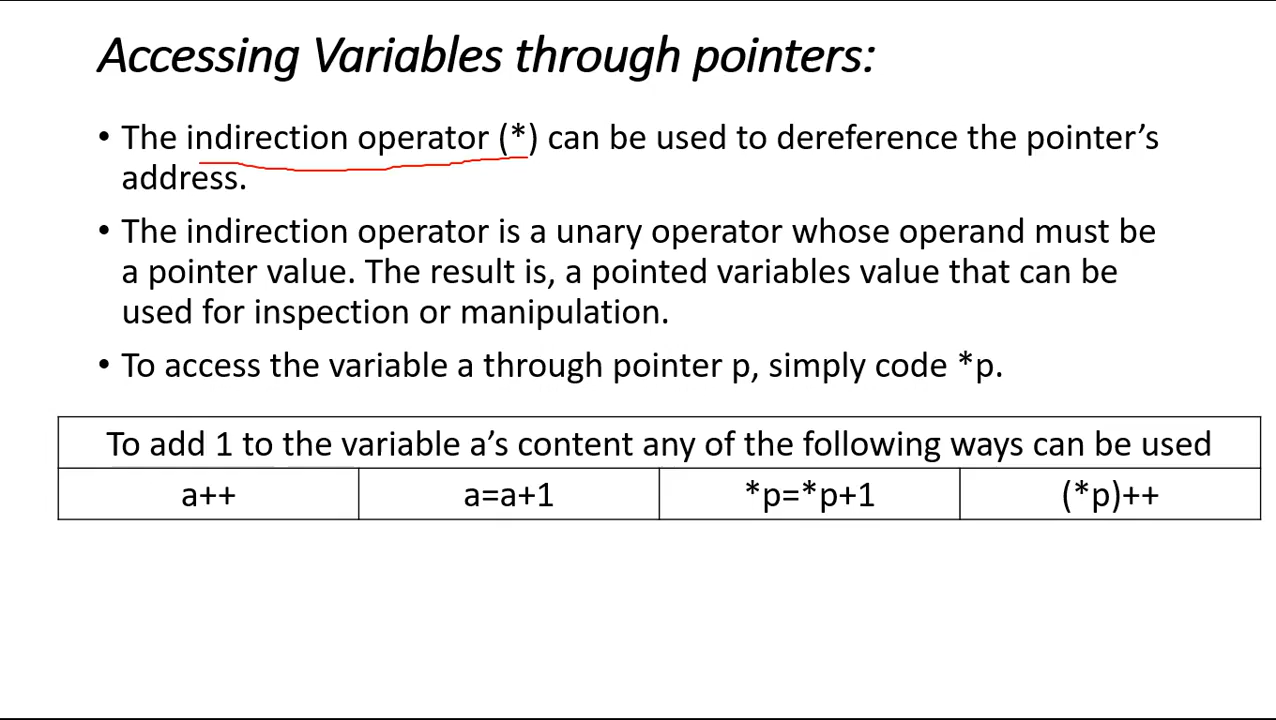 Accessing Variables through pointers:
• The indirection operator (*) can be used to dereference the pointer’s
address.
• The indirection operator is a unary operator whose operand must be
a pointer value. The result is, a pointed variables value that can be
used for inspection or manipulation.
• To access the variable a through pointer p, simply code *p.
To add 1 to the variable a’s content any of the following ways can be used
a++ a=a+1 *p=*p+1 (*p)++